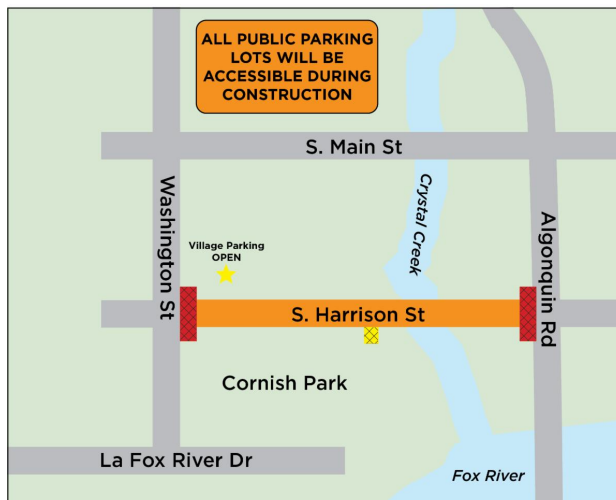 ALL PUBLIC PARKING
LOTS WILL BE
ACCESSIBLE DURING
CONSTRUCTION
S. Main St
Washington St
Crystal Creek
Algonquin Rd
Village Parking
OPEN
S. Harrison St
Cornish Park
La Fox River Dr
Fox River